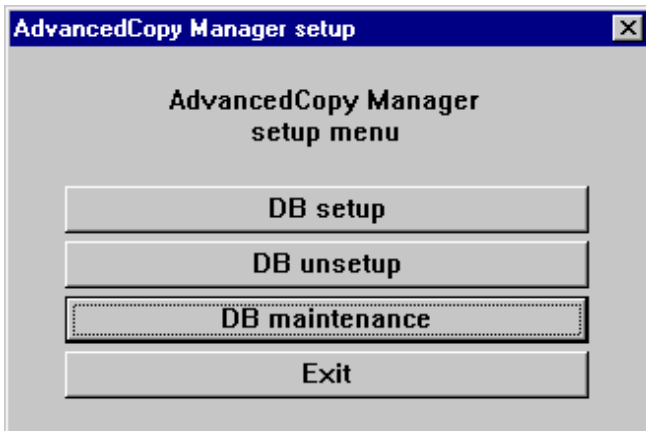 AdvancedCopy Manager setup
AdvancedCopy Manager
setup menu
DB setup
DB unsetup
DB maintenance
Exit